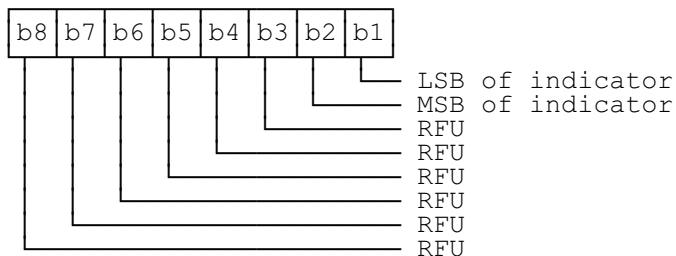 b8 b7 b6 b5 b4 b3 b2 b1
LSB of indicator
MSB of indicator
RFU
RFU
RFU
RFU
RFU
RFU